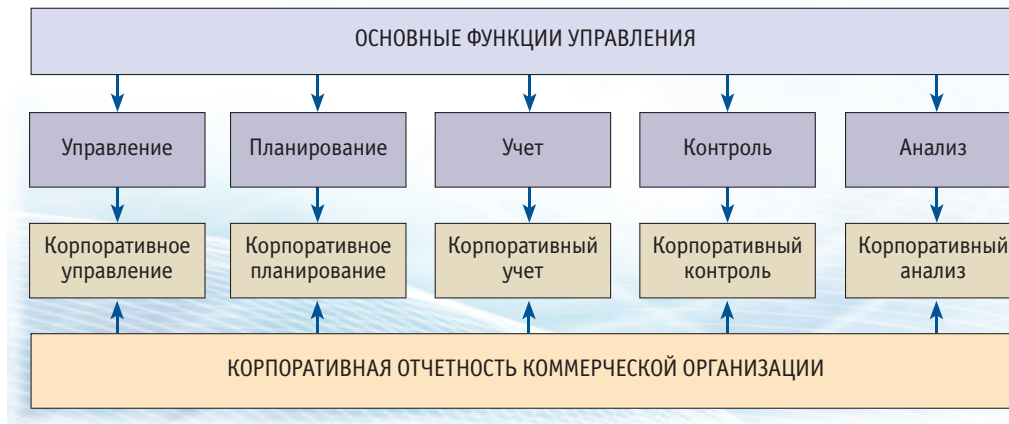 ОСНОВНЫЕ ФУНКЦИИ УПРАВЛЕНИЯ
Управление
Планирование
Учет
Контроль
Анализ
Корпоративное
управление
Корпоративное
планирование
Корпоративный
учет
Корпоративный
контроль
Корпоративный
анализ
КОРПОРАТИВНАЯ ОТЧЕТНОСТЬ КОММЕРЧЕСКОЙ ОРГАНИЗАЦИИ